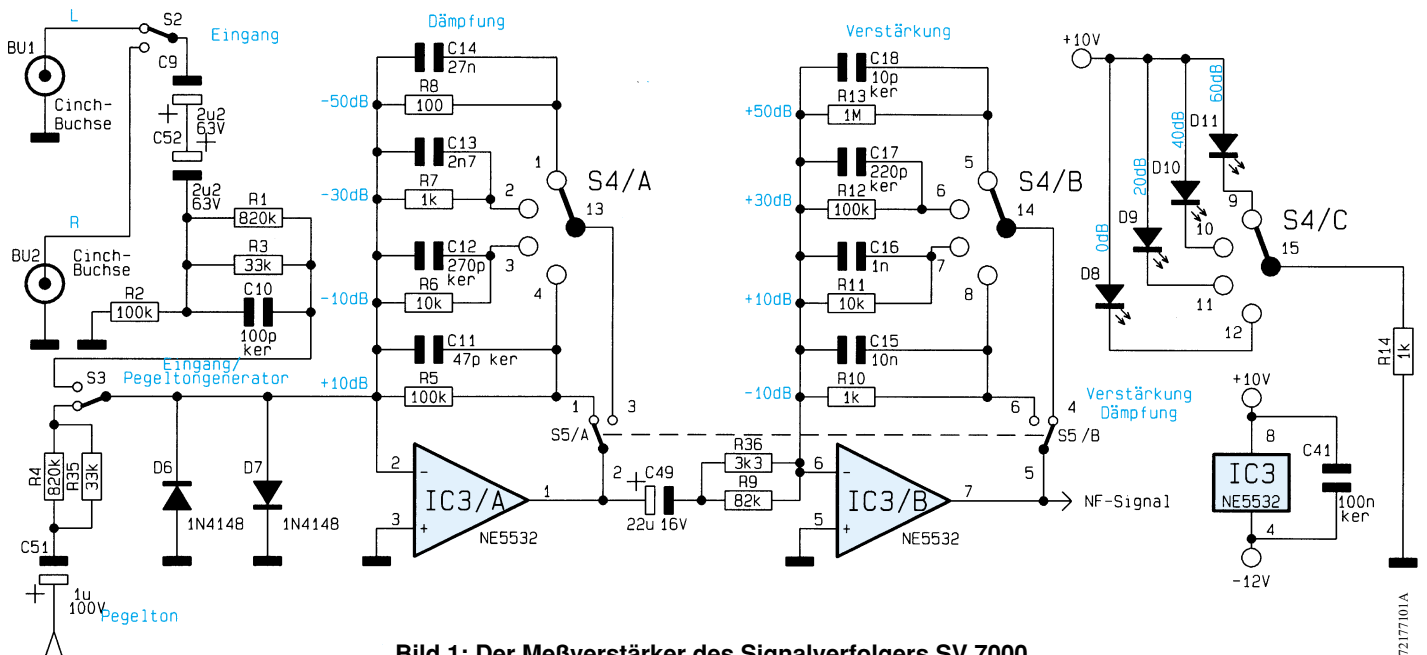 L
S2
Eingang
BU1
C9
Cinch-
Buchse
+
2u2
63V
C52
+
2u2
63V
R
BU2
Cinch-
Buchse
R1
820k
R3
33k
R2
100k
C10
100p
ker
Eingang/
Pegeltongenerator
S3
R4
820k
R35
33k
D6
1N4148
D7
1N4148
C51
+
1u
100V
Pegelton
Dämpfung
C14
27n
-50dB
R8
100
C13
2n7
-30dB
R7
1k
C12
270p
ker
-10dB
R6
10k
C11
47p ker
+10dB
R5
100k
1
2
3
4
S4/A
13
1
3
S5/A
2
2
-
3
+
IC3/A
1
NE5532
C49
+
22u 16V
R36
3k3
R9
82k
Verstärkung
C18
10p
ker
+50dB
R13
1M
C17
220p
ker
+30dB
R12
100k
C16
1n
+10dB
R11
10k
C15
10n
-10dB
R10
1k
5
6
7
8
S4/B
14
6
4
S5/B
5
Verstärkung
Dämpfung
6
-
5
+
IC3/B
7
NE5532
NF-Signal
+10V
0dB
20dB
40dB
60dB
D8
D9
D10
D11
9
10
11
12
S4/C
15
R14
1k
+10V
8
IC3
NE5532
4
-12V
C41
100n
ker
72177101A
Bild 1: Der Meßverstärker des Signalverfolgers SV 7000